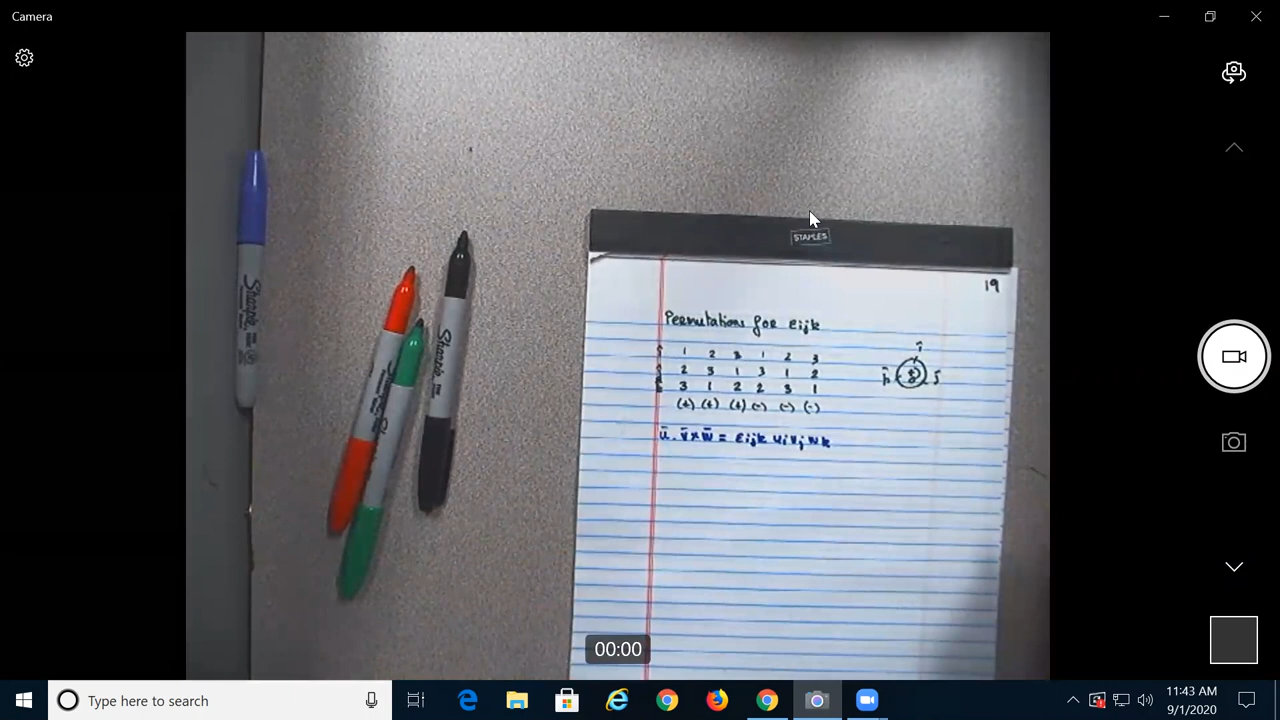 Camera
STAPLES
19
Permutations for εijk
i 1 2 3 1 2 3
j 2 3 1 3 1 2
k 3 1 2 2 3 1
(+) (+) (+) (-) (-) (-)
ū . v̄ x w̄ = εijk ui vj wk
Sharpie
Sharpie
00:00
Type here to search
11:43 AM
9/1/2020